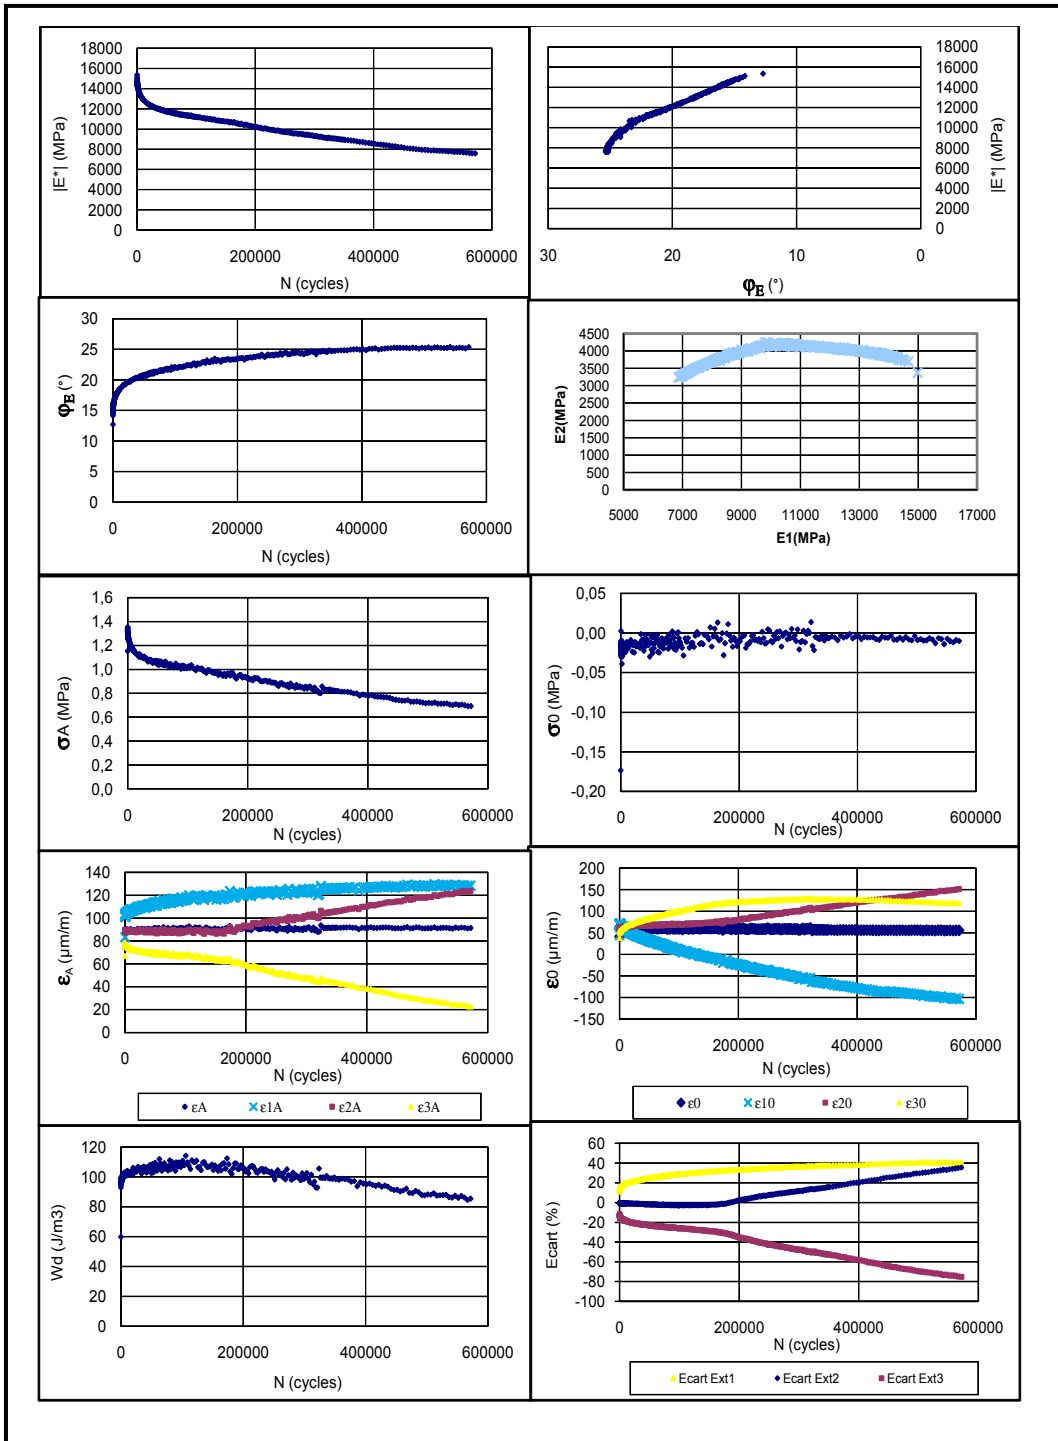 18000
16000
14000
12000
10000
8000
6000
4000
2000
0
|E*| (MPa)
0 200000 400000 600000
N (cycles)
18000
16000
14000
12000
10000
8000
6000
4000
2000
0
|E*| (MPa)
30 20 10 0
φE (°)
30
25
20
15
10
5
0
φE (°)
0 200000 400000 600000
N (cycles)
4500
4000
3500
3000
2500
2000
1500
1000
500
0
E2(MPa)
5000 7000 9000 11000 13000 15000 17000
E1(MPa)
1,6
1,4
1,2
1,0
0,8
0,6
0,4
0,2
0,0
σA (MPa)
0 200000 400000 600000
N (cycles)
0,05
0,00
-0,05
-0,10
-0,15
-0,20
σ0 (MPa)
0 200000 400000 600000
N (cycles)
140
120
100
80
60
40
20
0
εA (µm/m)
0 200000 400000 600000
N (cycles)
εA ε1A ε2A ε3A
200
150
100
50
0
-50
-100
-150
ε0 (µm/m)
0 200000 400000 600000
N (cycles)
ε0 ε10 ε20 ε30
120
100
80
60
40
20
0
Wd (J/m3)
0 200000 400000 600000
N (cycles)
60
40
20
0
-20
-40
-60
-80
-100
Ecart (%)
0 200000 400000 600000
N (cycles)
Ecart Ext1 Ecart Ext2 Ecart Ext3